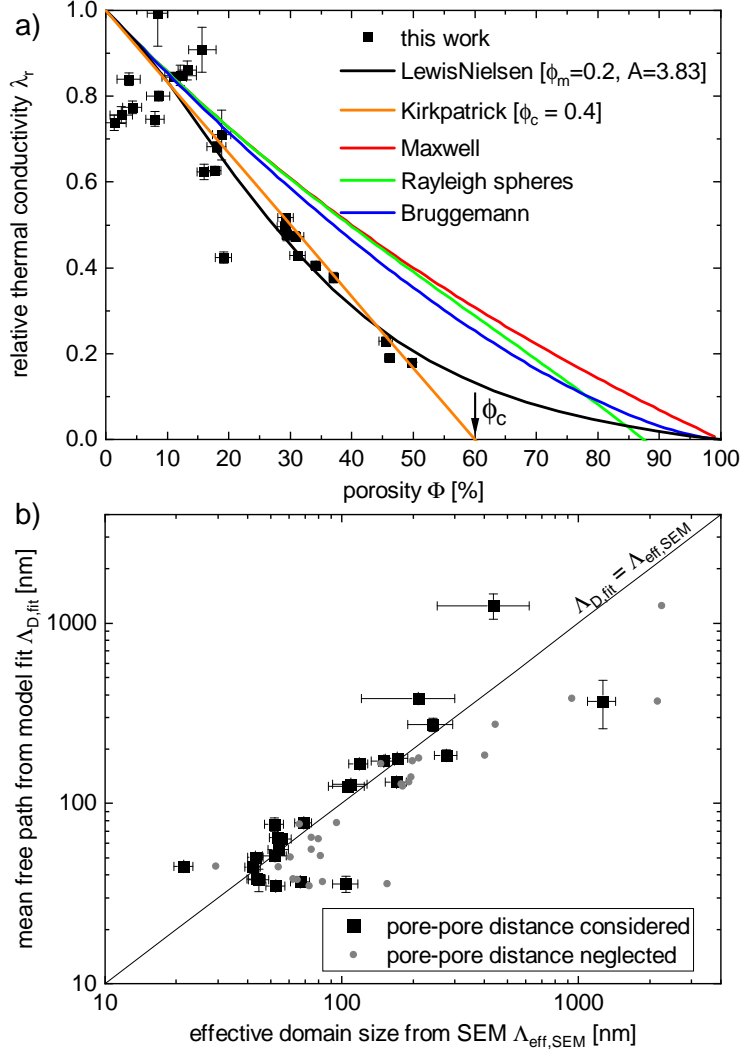 a)
1.0
0.8
0.6
0.4
0.2
0.0
relative thermal conductivity λr
this work
LewisNielsen [ϕm=0.2, A=3.83]
Kirkpatrick [ϕc = 0.4]
Maxwell
Rayleigh spheres
Bruggemann
ϕc
0 10 20 30 40 50 60 70 80 90 100
porosity Φ [%]
b)
1000
100
10
mean free path from model fit ΛD,fit [nm]
ΛD,fit = Λeff,SEM
pore-pore distance considered
pore-pore distance neglected
10 100 1000
effective domain size from SEM Λeff,SEM [nm]